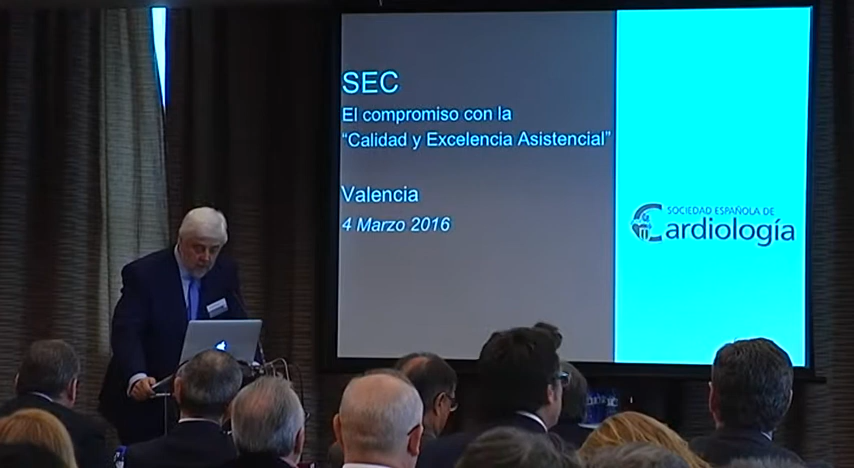 SEC
El compromiso con la
“Calidad y Excelencia Asistencial”
Valencia
4 Marzo 2016
SOCIEDAD ESPAÑOLA DE
Cardiología